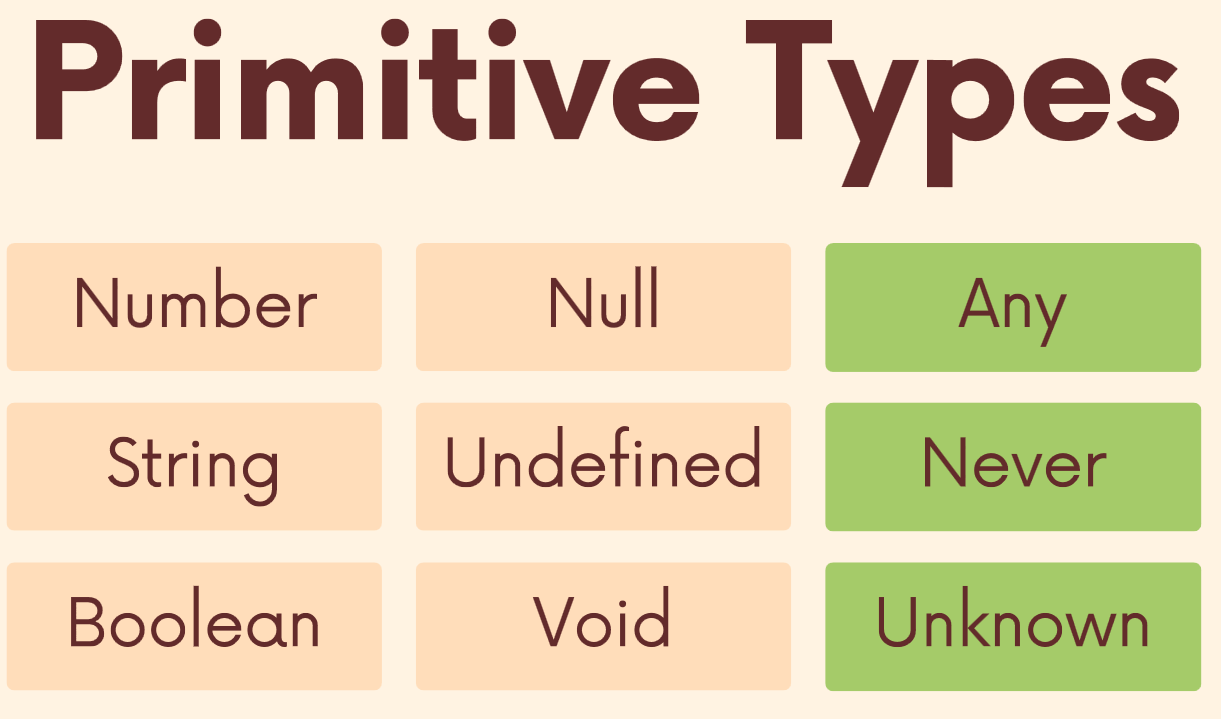 Primitive Types
Number
Null
Any
String
Undefined
Never
Boolean
Void
Unknown